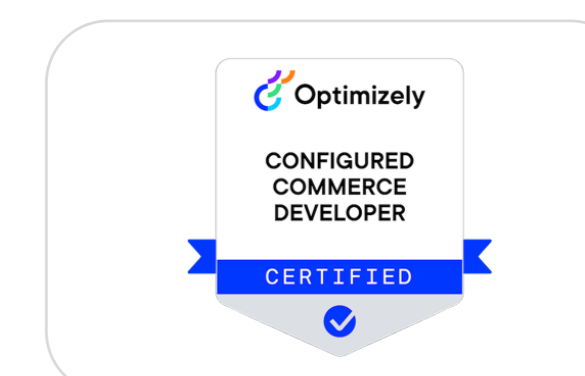 Optimizely
CONFIGURED
COMMERCE
DEVELOPER
CERTIFIED